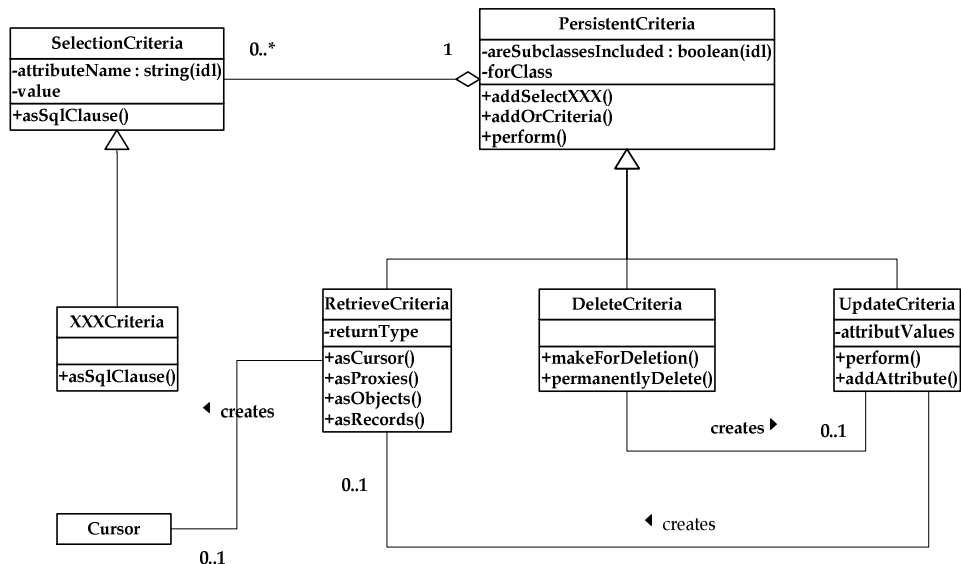 SelectionCriteria
-attributeName : string(idl)
-value
+asSqlClause()
0..*
1
PersistentCriteria
-areSubclassesIncluded : boolean(idl)
-forClass
+addSelectXXX()
+addOrCriteria()
+perform()
XXXCriteria
+asSqlClause()
RetrieveCriteria
-returnType
+asCursor()
+asProxies()
+asObjects()
+asRecords()
DeleteCriteria
+makeForDeletion()
+permanentlyDelete()
UpdateCriteria
-attributValues
+perform()
+addAttribute()
creates
creates
0..1
0..1
creates
Cursor
0..1